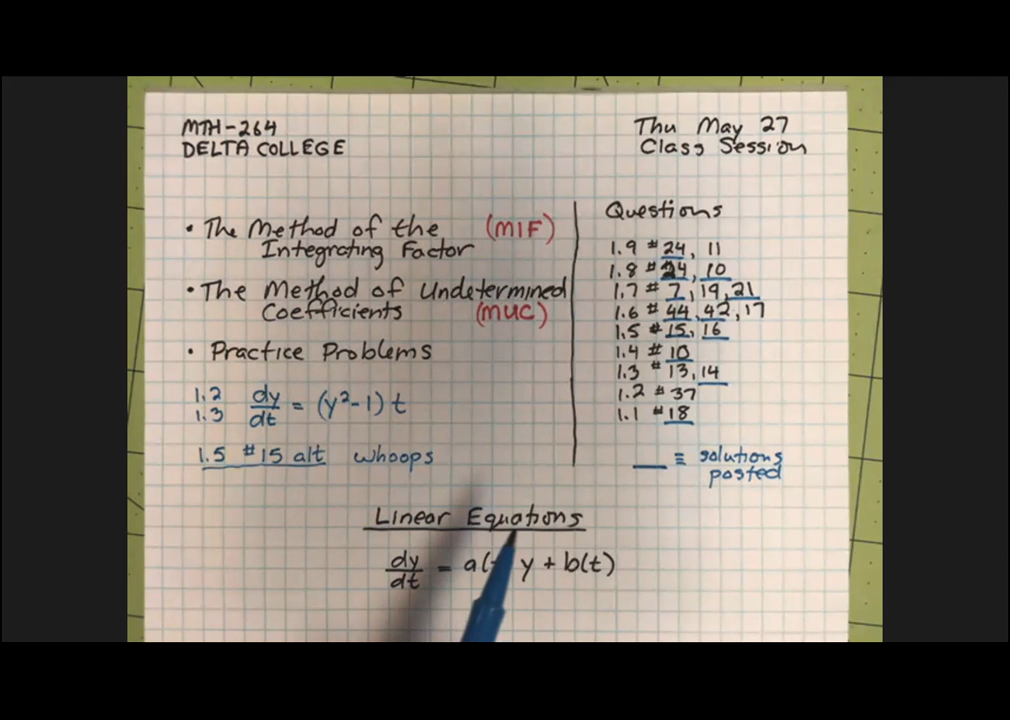 MTH-264
DELTA COLLEGE
Thu May 27
Class Session
• The Method of the (MIF)
Integrating Factor
• The Method of Undetermined
Coefficients (MUC)
• Practice Problems
1.2 dy/dt = (y²-1) t
1.3
1.5 #15 alt whoops
Questions
1.9 #24, 11
1.8 #24, 10
1.7 #7, 19, 21
1.6 #44, 42, 17
1.5 #15, 16
1.4 #10
1.3 #13, 14
1.2 #37
1.1 #18
__ ≡ solutions
posted
Linear Equations
dy/dt = a( y + b(t)